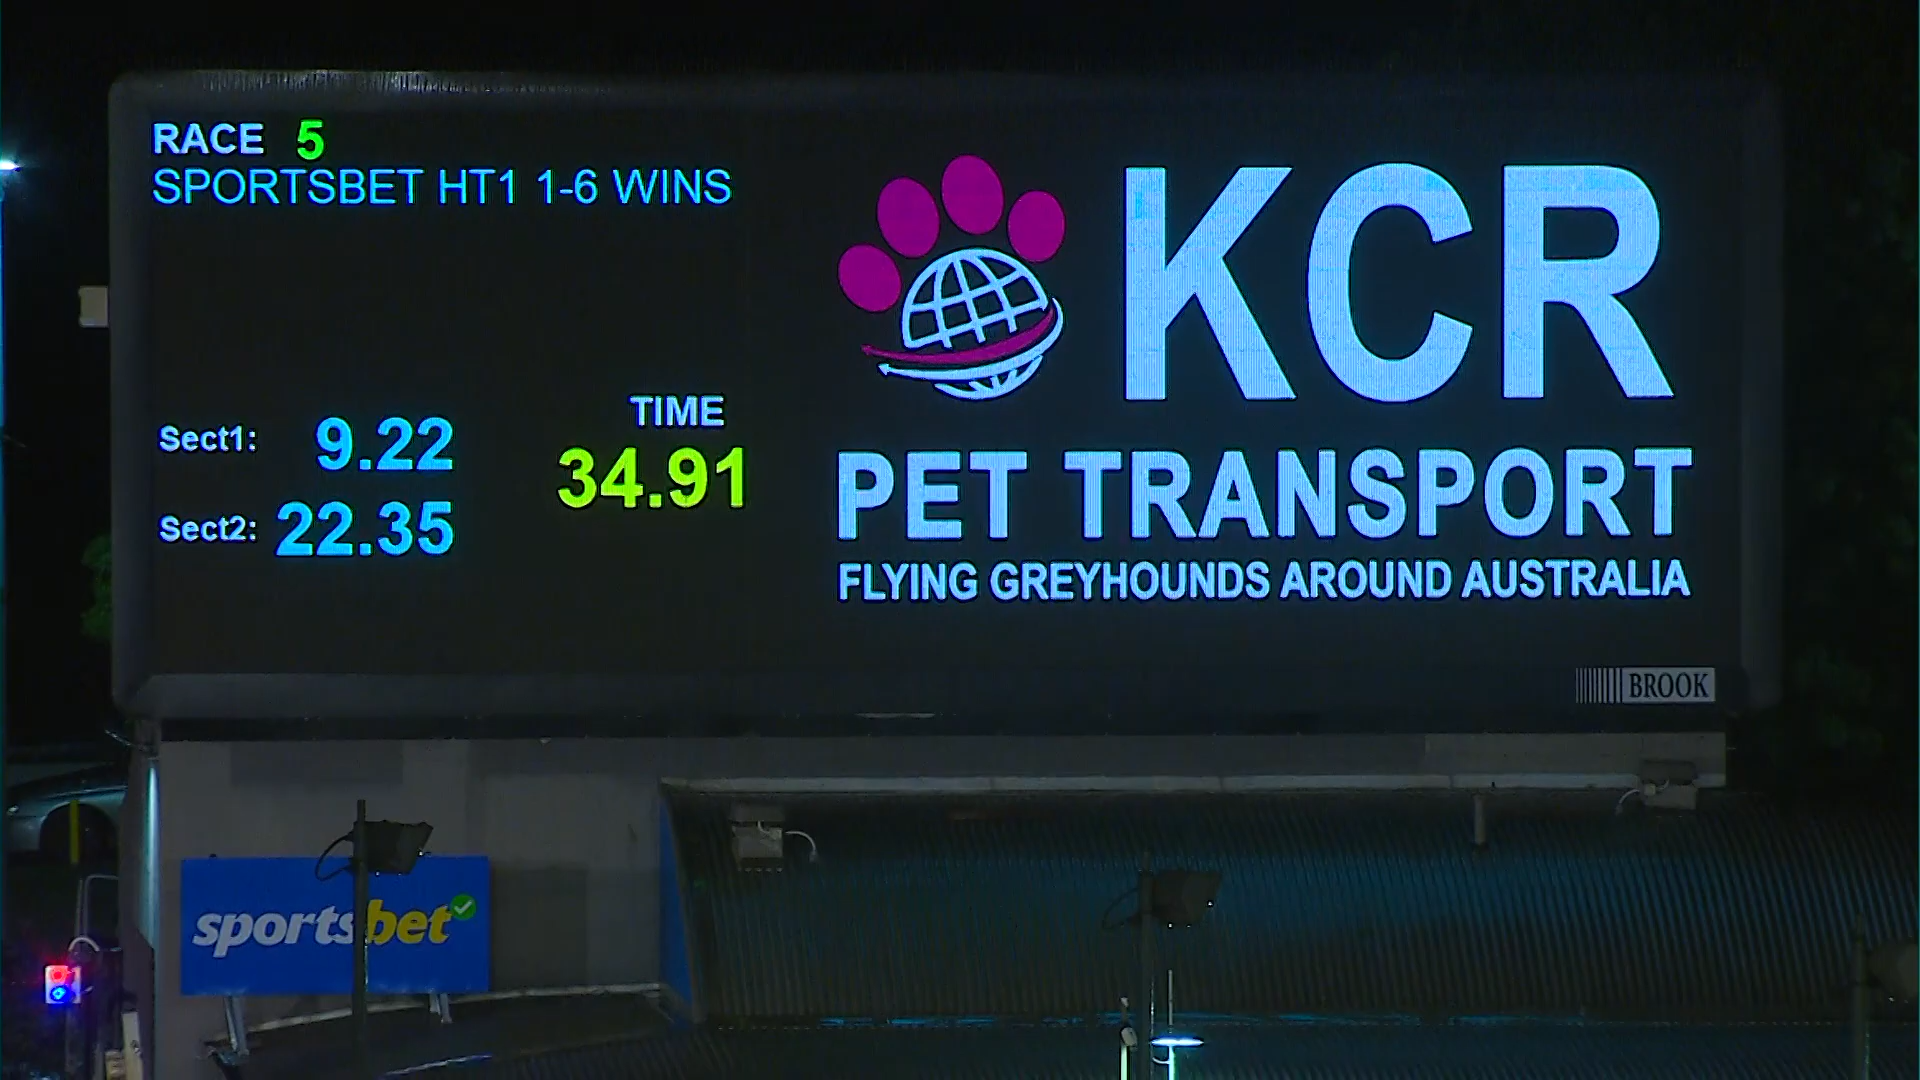 RACE 5
SPORTSBET HT1 1-6 WINS
Sect1: 9.22
Sect2: 22.35
TIME
34.91
KCR
PET TRANSPORT
FLYING GREYHOUNDS AROUND AUSTRALIA
BROOK
sportsbet